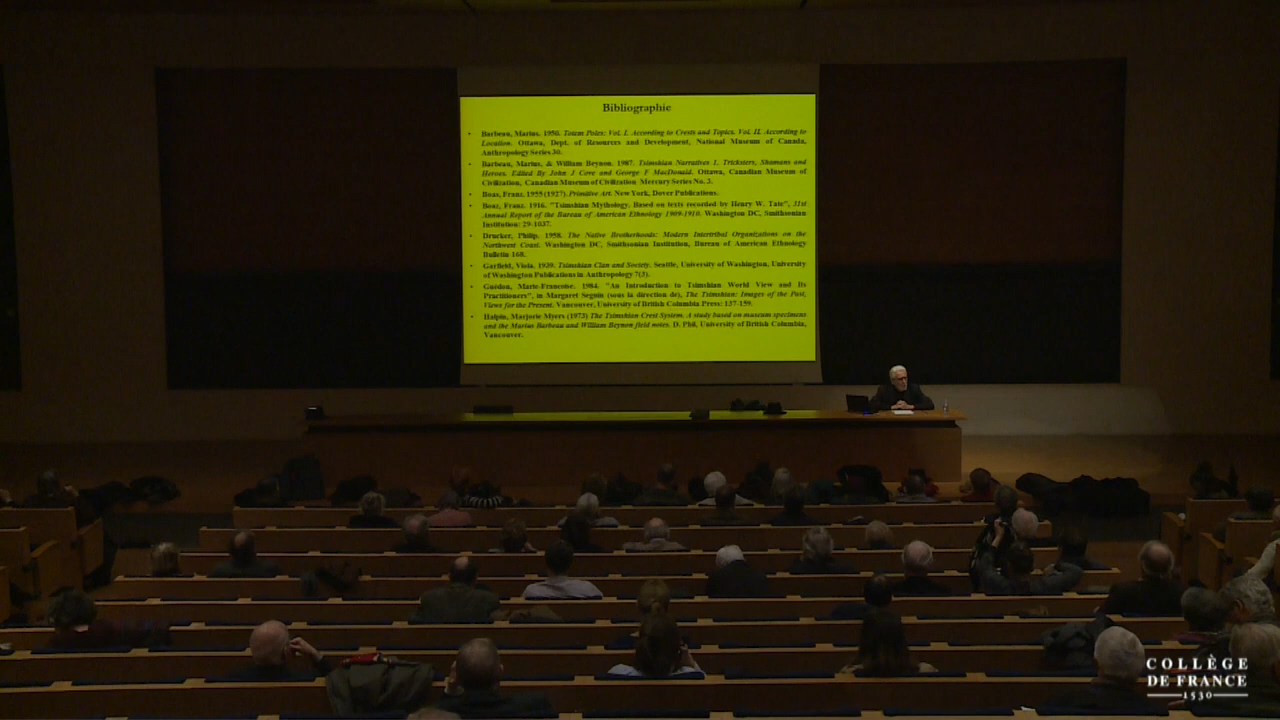 Bibliographie
• Barbeau, Marius. 1950. Totem Poles: Vol. I. According to Crests and Topics. Vol. II. According to
Location. Ottawa, Dept. of Resources and Development, National Museum of Canada,
Anthropology Series 30.
• Barbeau, Marius, & William Beynon. 1987. Tsimshian Narratives 1. Tricksters, Shamans and
Heroes. Edited By John J Cove and George F MacDonald. Ottawa, Canadian Museum of
Civilization, Canadian Museum of Civilization Mercury Series No. 3.
• Boas, Franz. 1955 (1927). Primitive Art. New York, Dover Publications.
• Boas, Franz. 1916. "Tsimshian Mythology. Based on texts recorded by Henry W. Tate", 31st
Annual Report of the Bureau of American Ethnology 1909-1910. Washington DC, Smithsonian
Institution: 29-1037.
• Drucker, Philip. 1958. The Native Brotherhoods: Modern Intertribal Organizations on the
Northwest Coast. Washington DC, Smithsonian Institution, Bureau of American Ethnology
Bulletin 168.
• Garfield, Viola. 1939. Tsimshian Clan and Society. Seattle, University of Washington, University
of Washington Publications in Anthropology 7(3).
• Guédon, Marie-Françoise. 1984. "An Introduction to Tsimshian World View and Its
Practitioners", in Margaret Seguin (sous la direction de), The Tsimshian: Images of the Past,
Views for the Present. Vancouver, University of British Columbia Press: 137-159.
• Halpin, Marjorie Myers (1973) The Tsimshian Crest System. A study based on museum specimens
and the Marius Barbeau and William Beynon field notes. D. Phil, University of British Columbia,
Vancouver.
COLLÈGE
DE FRANCE
1530